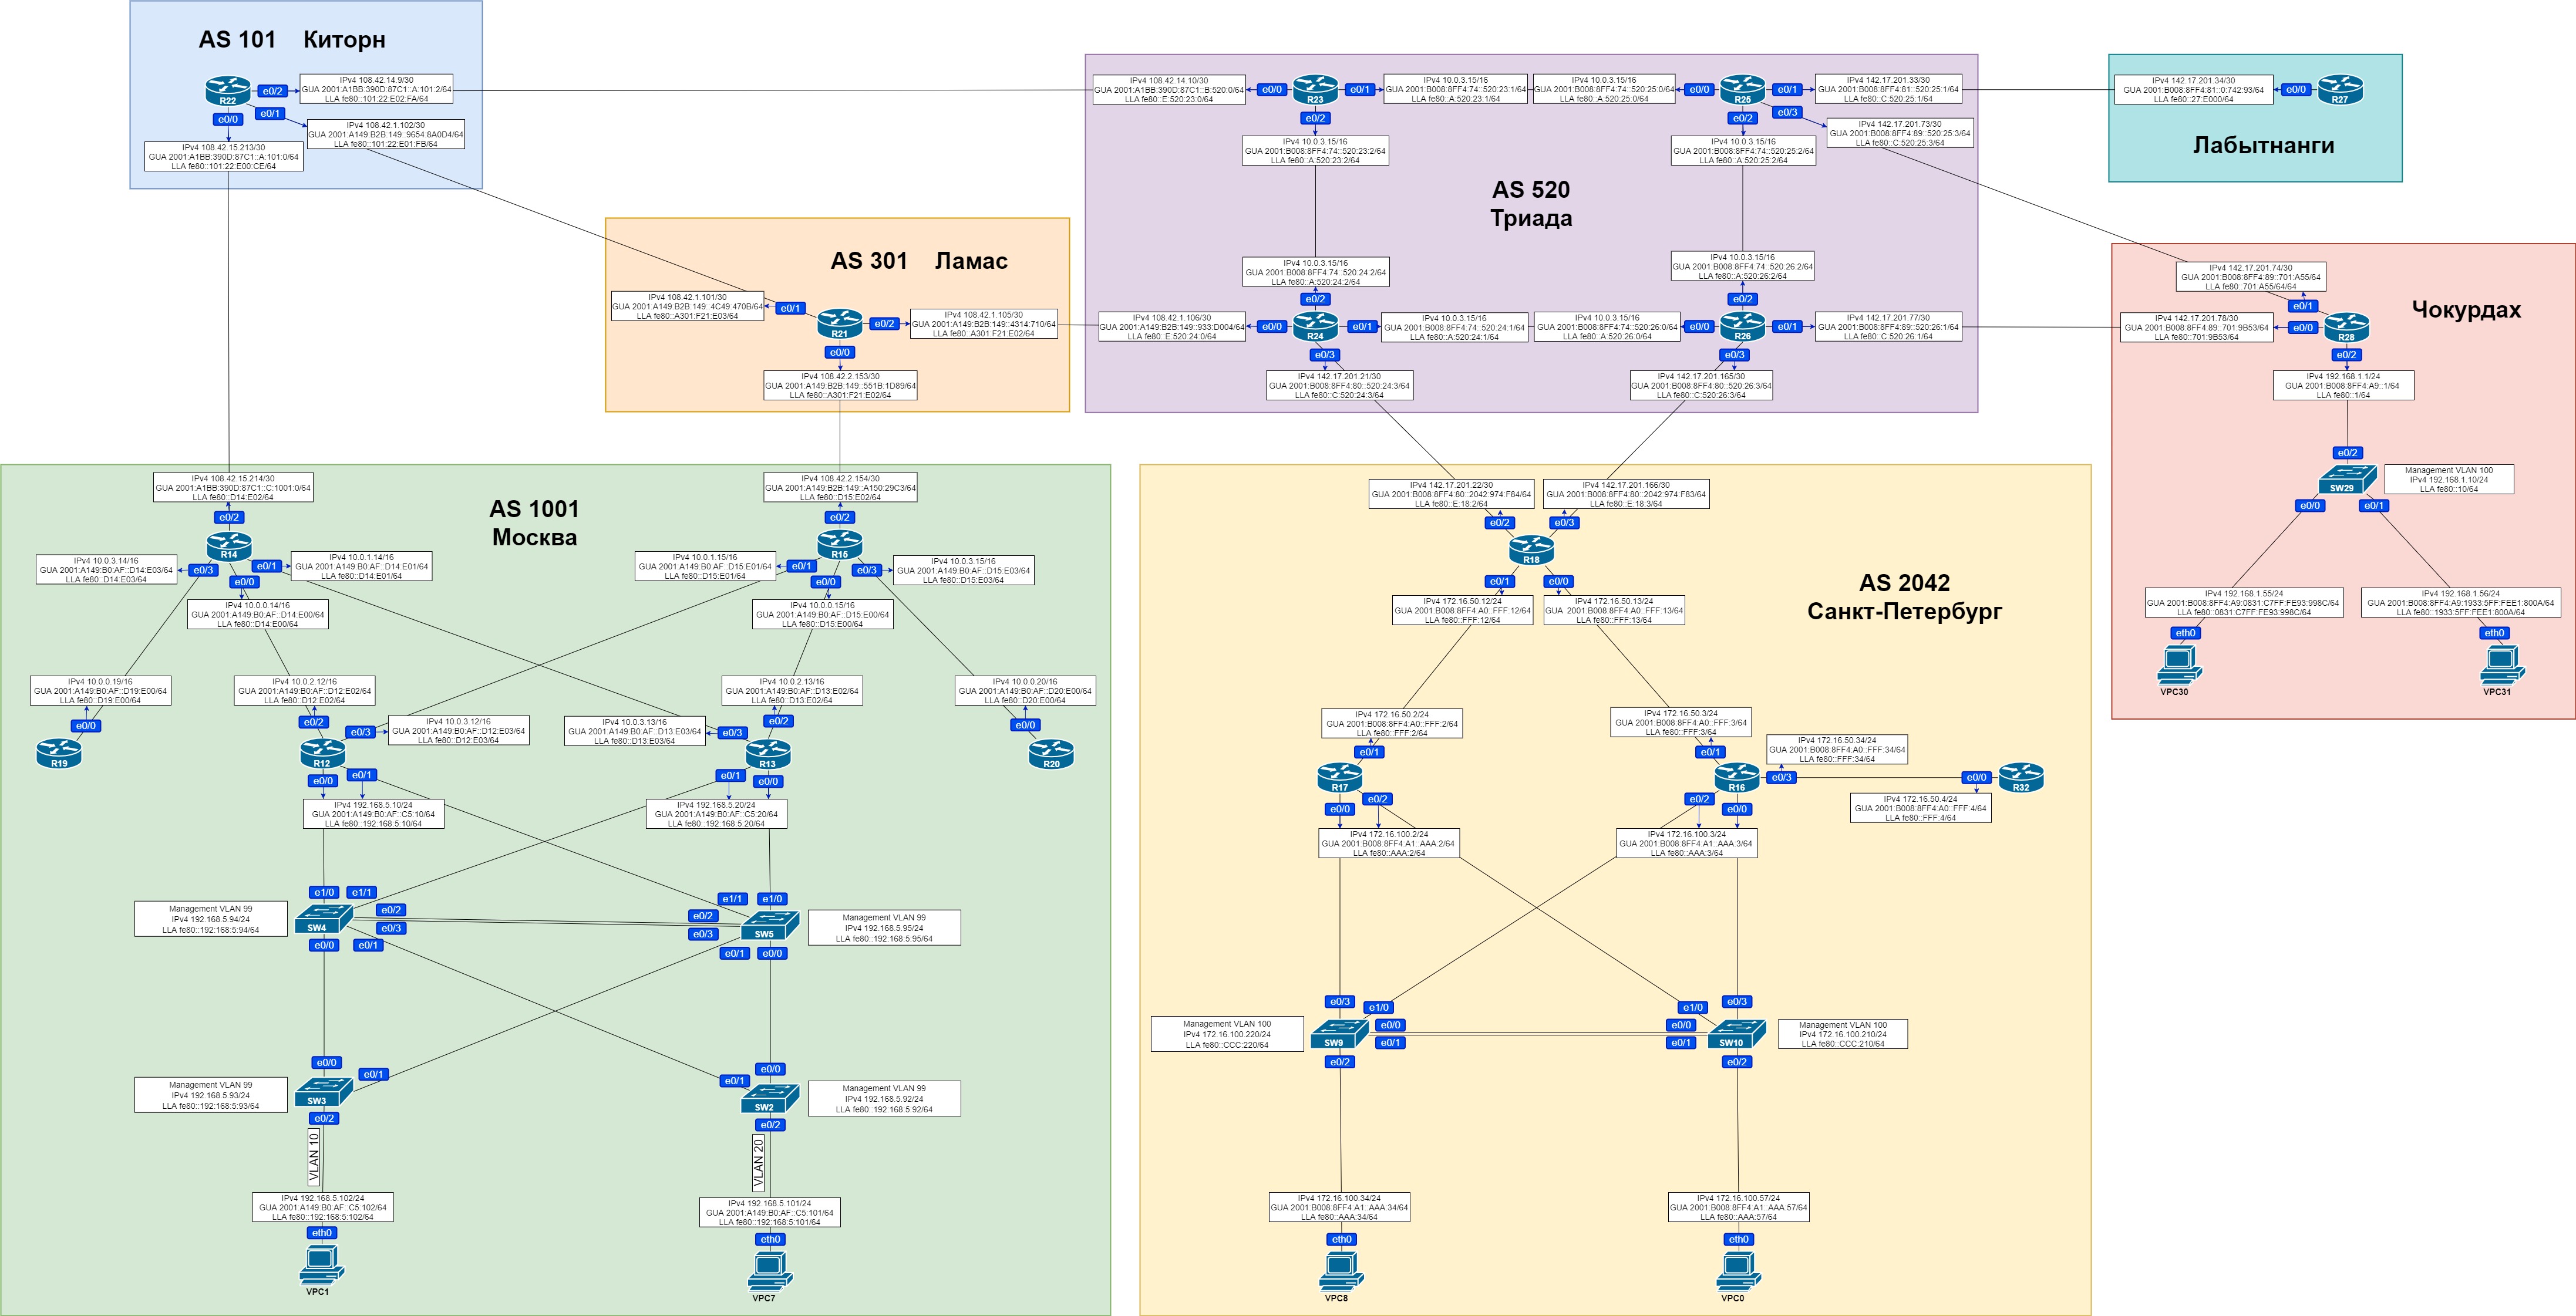 AS 101 Киторн
R22
e0/2
IPv4 108.42.14.9/30
GUA 2001:A1BB:390D:87C1::A:101:2/64
LLA fe80::101:22:E02:FA/64
e0/1
IPv4 108.42.1.102/30
GUA 2001:A149:B2B:149::9654:8A0D4/64
LLA fe80::101:22:E01:FB/64
e0/0
IPv4 108.42.15.213/30
GUA 2001:A1BB:390D:87C1::A:101:0/64
LLA fe80::101:22:E00:CE/64
AS 301 Ламас
IPv4 108.42.1.101/30
GUA 2001:A149:B2B:149::4C49:470B/64
LLA fe80::A301:F21:E03/64
e0/1
R21
e0/2
IPv4 108.42.1.105/30
GUA 2001:A149:B2B:149::4314:710/64
LLA fe80::A301:F21:E02/64
e0/0
IPv4 108.42.2.153/30
GUA 2001:A149:B2B:149::551B:1D89/64
LLA fe80::A301:F21:E02/64
AS 520
Триада
IPv4 108.42.14.10/30
GUA 2001:A1BB:390D:87C1::B:520:0/64
LLA fe80::E:520:23:0/64
e0/0
R23
e0/1
IPv4 10.0.3.15/16
GUA 2001:B008:8FF4:74::520:23:1/64
LLA fe80::A:520:23:1/64
e0/2
IPv4 10.0.3.15/16
GUA 2001:B008:8FF4:74::520:23:2/64
LLA fe80::A:520:23:2/64
IPv4 10.0.3.15/16
GUA 2001:B008:8FF4:74::520:25:0/64
LLA fe80::A:520:25:0/64
e0/0
R25
e0/1
IPv4 142.17.201.33/30
GUA 2001:B008:8FF4:81::520:25:1/64
LLA fe80::C:520:25:1/64
e0/3
IPv4 142.17.201.73/30
GUA 2001:B008:8FF4:89::520:25:3/64
LLA fe80::C:520:25:3/64
e0/2
IPv4 10.0.3.15/16
GUA 2001:B008:8FF4:74::520:25:2/64
LLA fe80::A:520:25:2/64
IPv4 10.0.3.15/16
GUA 2001:B008:8FF4:74::520:24:2/64
LLA fe80::A:520:24:2/64
e0/2
IPv4 108.42.1.106/30
GUA 2001:A149:B2B:149::933:D004/64
LLA fe80::E:520:24:0/64
e0/0
R24
e0/1
IPv4 10.0.3.15/16
GUA 2001:B008:8FF4:74::520:24:1/64
LLA fe80::A:520:24:1/64
e0/3
IPv4 142.17.201.21/30
GUA 2001:B008:8FF4:80::520:24:3/64
LLA fe80::C:520:24:3/64
IPv4 10.0.3.15/16
GUA 2001:B008:8FF4:74::520:26:2/64
LLA fe80::A:520:26:2/64
e0/2
IPv4 10.0.3.15/16
GUA 2001:B008:8FF4:74::520:26:0/64
LLA fe80::A:520:26:0/64
e0/0
R26
e0/1
IPv4 142.17.201.77/30
GUA 2001:B008:8FF4:89::520:26:1/64
LLA fe80::C:520:26:1/64
e0/3
IPv4 142.17.201.165/30
GUA 2001:B008:8FF4:80::520:26:3/64
LLA fe80::C:520:26:3/64
IPv4 142.17.201.34/30
GUA 2001:B008:8FF4:81::0:742:93/64
LLA fe80::27:E000/64
e0/0
R27
Лабытнанги
Чокурдах
IPv4 142.17.201.74/30
GUA 2001:B008:8FF4:89::701:A55/64
LLA fe80::701:A55/64/64
e0/1
IPv4 142.17.201.78/30
GUA 2001:B008:8FF4:89::701:9B53/64
LLA fe80::701:9B53/64
e0/0
R28
e0/2
IPv4 192.168.1.1/24
GUA 2001:B008:8FF4:A9::1/64
LLA fe80::1/64
e0/2
SW29
Management VLAN 100
IPv4 192.168.1.10/24
LLA fe80::10/64
e0/0
e0/1
IPv4 192.168.1.55/24
GUA 2001:B008:8FF4:A9:0831:C7FF:FE93:998C/64
LLA fe80::0831:C7FF:FE93:998C/64
eth0
VPC30
IPv4 192.168.1.56/24
GUA 2001:B008:8FF4:A9:1933:5FF:FEE1:800A/64
LLA fe80::1933:5FF:FEE1:800A/64
eth0
VPC31
AS 1001
Москва
IPv4 108.42.15.214/30
GUA 2001:A1BB:390D:87C1::C:1001:0/64
LLA fe80::D14:E02/64
e0/2
R14
IPv4 10.0.3.14/16
GUA 2001:A149:B0:AF::D14:E03/64
LLA fe80::D14:E03/64
e0/3
e0/1
IPv4 10.0.1.14/16
GUA 2001:A149:B0:AF::D14:E01/64
LLA fe80::D14:E01/64
e0/0
IPv4 10.0.0.14/16
GUA 2001:A149:B0:AF::D14:E00/64
LLA fe80::D14:E00/64
IPv4 108.42.2.154/30
GUA 2001:A149:B2B:149::A150:29C3/64
LLA fe80::D15:E02/64
e0/2
R15
IPv4 10.0.1.15/16
GUA 2001:A149:B0:AF::D15:E01/64
LLA fe80::D15:E01/64
e0/1
e0/3
IPv4 10.0.3.15/16
GUA 2001:A149:B0:AF::D15:E03/64
LLA fe80::D15:E03/64
e0/0
IPv4 10.0.0.15/16
GUA 2001:A149:B0:AF::D15:E00/64
LLA fe80::D15:E00/64
IPv4 10.0.0.19/16
GUA 2001:A149:B0:AF::D19:E00/64
LLA fe80::D19:E00/64
e0/0
R19
IPv4 10.0.2.12/16
GUA 2001:A149:B0:AF::D12:E02/64
LLA fe80::D12:E02/64
e0/2
e0/3
IPv4 10.0.3.12/16
GUA 2001:A149:B0:AF::D12:E03/64
LLA fe80::D12:E03/64
R12
e0/0
e0/1
IPv4 192.168.5.10/24
GUA 2001:A149:B0:AF::C5:10/64
LLA fe80::192:168:5:10/64
IPv4 10.0.2.13/16
GUA 2001:A149:B0:AF::D13:E02/64
LLA fe80::D13:E02/64
e0/2
IPv4 10.0.3.13/16
GUA 2001:A149:B0:AF::D13:E03/64
LLA fe80::D13:E03/64
e0/3
R13
e0/1
e0/0
IPv4 192.168.5.20/24
GUA 2001:A149:B0:AF::C5:20/64
LLA fe80::192:168:5:20/64
IPv4 10.0.0.20/16
GUA 2001:A149:B0:AF::D20:E00/64
LLA fe80::D20:E00/64
e0/0
R20
e1/0
e1/1
Management VLAN 99
IPv4 192.168.5.94/24
LLA fe80::192:168:5:94/64
SW4
e0/2
e0/3
e0/0
e0/1
e1/1
e1/0
e0/2
e0/3
SW5
Management VLAN 99
IPv4 192.168.5.95/24
LLA fe80::192:168:5:95/64
e0/1
e0/0
e0/0
e0/1
Management VLAN 99
IPv4 192.168.5.93/24
LLA fe80::192:168:5:93/64
SW3
e0/2
VLAN 10
IPv4 192.168.5.102/24
GUA 2001:A149:B0:AF::C5:102/64
LLA fe80::192:168:5:102/64
eth0
VPC1
e0/0
e0/1
SW2
Management VLAN 99
IPv4 192.168.5.92/24
LLA fe80::192:168:5:92/64
e0/2
VLAN 20
IPv4 192.168.5.101/24
GUA 2001:A149:B0:AF::C5:101/64
LLA fe80::192:168:5:101/64
eth0
VPC7
AS 2042
Санкт-Петербург
IPv4 142.17.201.22/30
GUA 2001:B008:8FF4:80::2042:974:F84/64
LLA fe80::E:18:2/64
IPv4 142.17.201.166/30
GUA 2001:B008:8FF4:80::2042:974:F83/64
LLA fe80::E:18:3/64
e0/2
e0/3
R18
e0/1
e0/0
IPv4 172.16.50.12/24
GUA 2001:B008:8FF4:A0::FFF:12/64
LLA fe80::FFF:12/64
IPv4 172.16.50.13/24
GUA 2001:B008:8FF4:A0::FFF:13/64
LLA fe80::FFF:13/64
IPv4 172.16.50.2/24
GUA 2001:B008:8FF4:A0::FFF:2/64
LLA fe80::FFF:2/64
e0/1
R17
e0/0
e0/2
IPv4 172.16.100.2/24
GUA 2001:B008:8FF4:A1::AAA:2/64
LLA fe80::AAA:2/64
IPv4 172.16.50.3/24
GUA 2001:B008:8FF4:A0::FFF:3/64
LLA fe80::FFF:3/64
e0/1
R16
IPv4 172.16.50.34/24
GUA 2001:B008:8FF4:A0::FFF:34/64
LLA fe80::FFF:34/64
e0/3
e0/0
R32
IPv4 172.16.50.4/24
GUA 2001:B008:8FF4:A0::FFF:4/64
LLA fe80::FFF:4/64
e0/2
e0/0
IPv4 172.16.100.3/24
GUA 2001:B008:8FF4:A1::AAA:3/64
LLA fe80::AAA:3/64
e0/3
e1/0
Management VLAN 100
IPv4 172.16.100.220/24
LLA fe80::CCC:220/64
SW9
e0/0
e0/1
e0/2
e1/0
e0/3
e0/0
e0/1
SW10
Management VLAN 100
IPv4 172.16.100.210/24
LLA fe80::CCC:210/64
e0/2
IPv4 172.16.100.34/24
GUA 2001:B008:8FF4:A1::AAA:34/64
LLA fe80::AAA:34/64
eth0
VPC8
IPv4 172.16.100.57/24
GUA 2001:B008:8FF4:A1::AAA:57/64
LLA fe80::AAA:57/64
eth0
VPC0